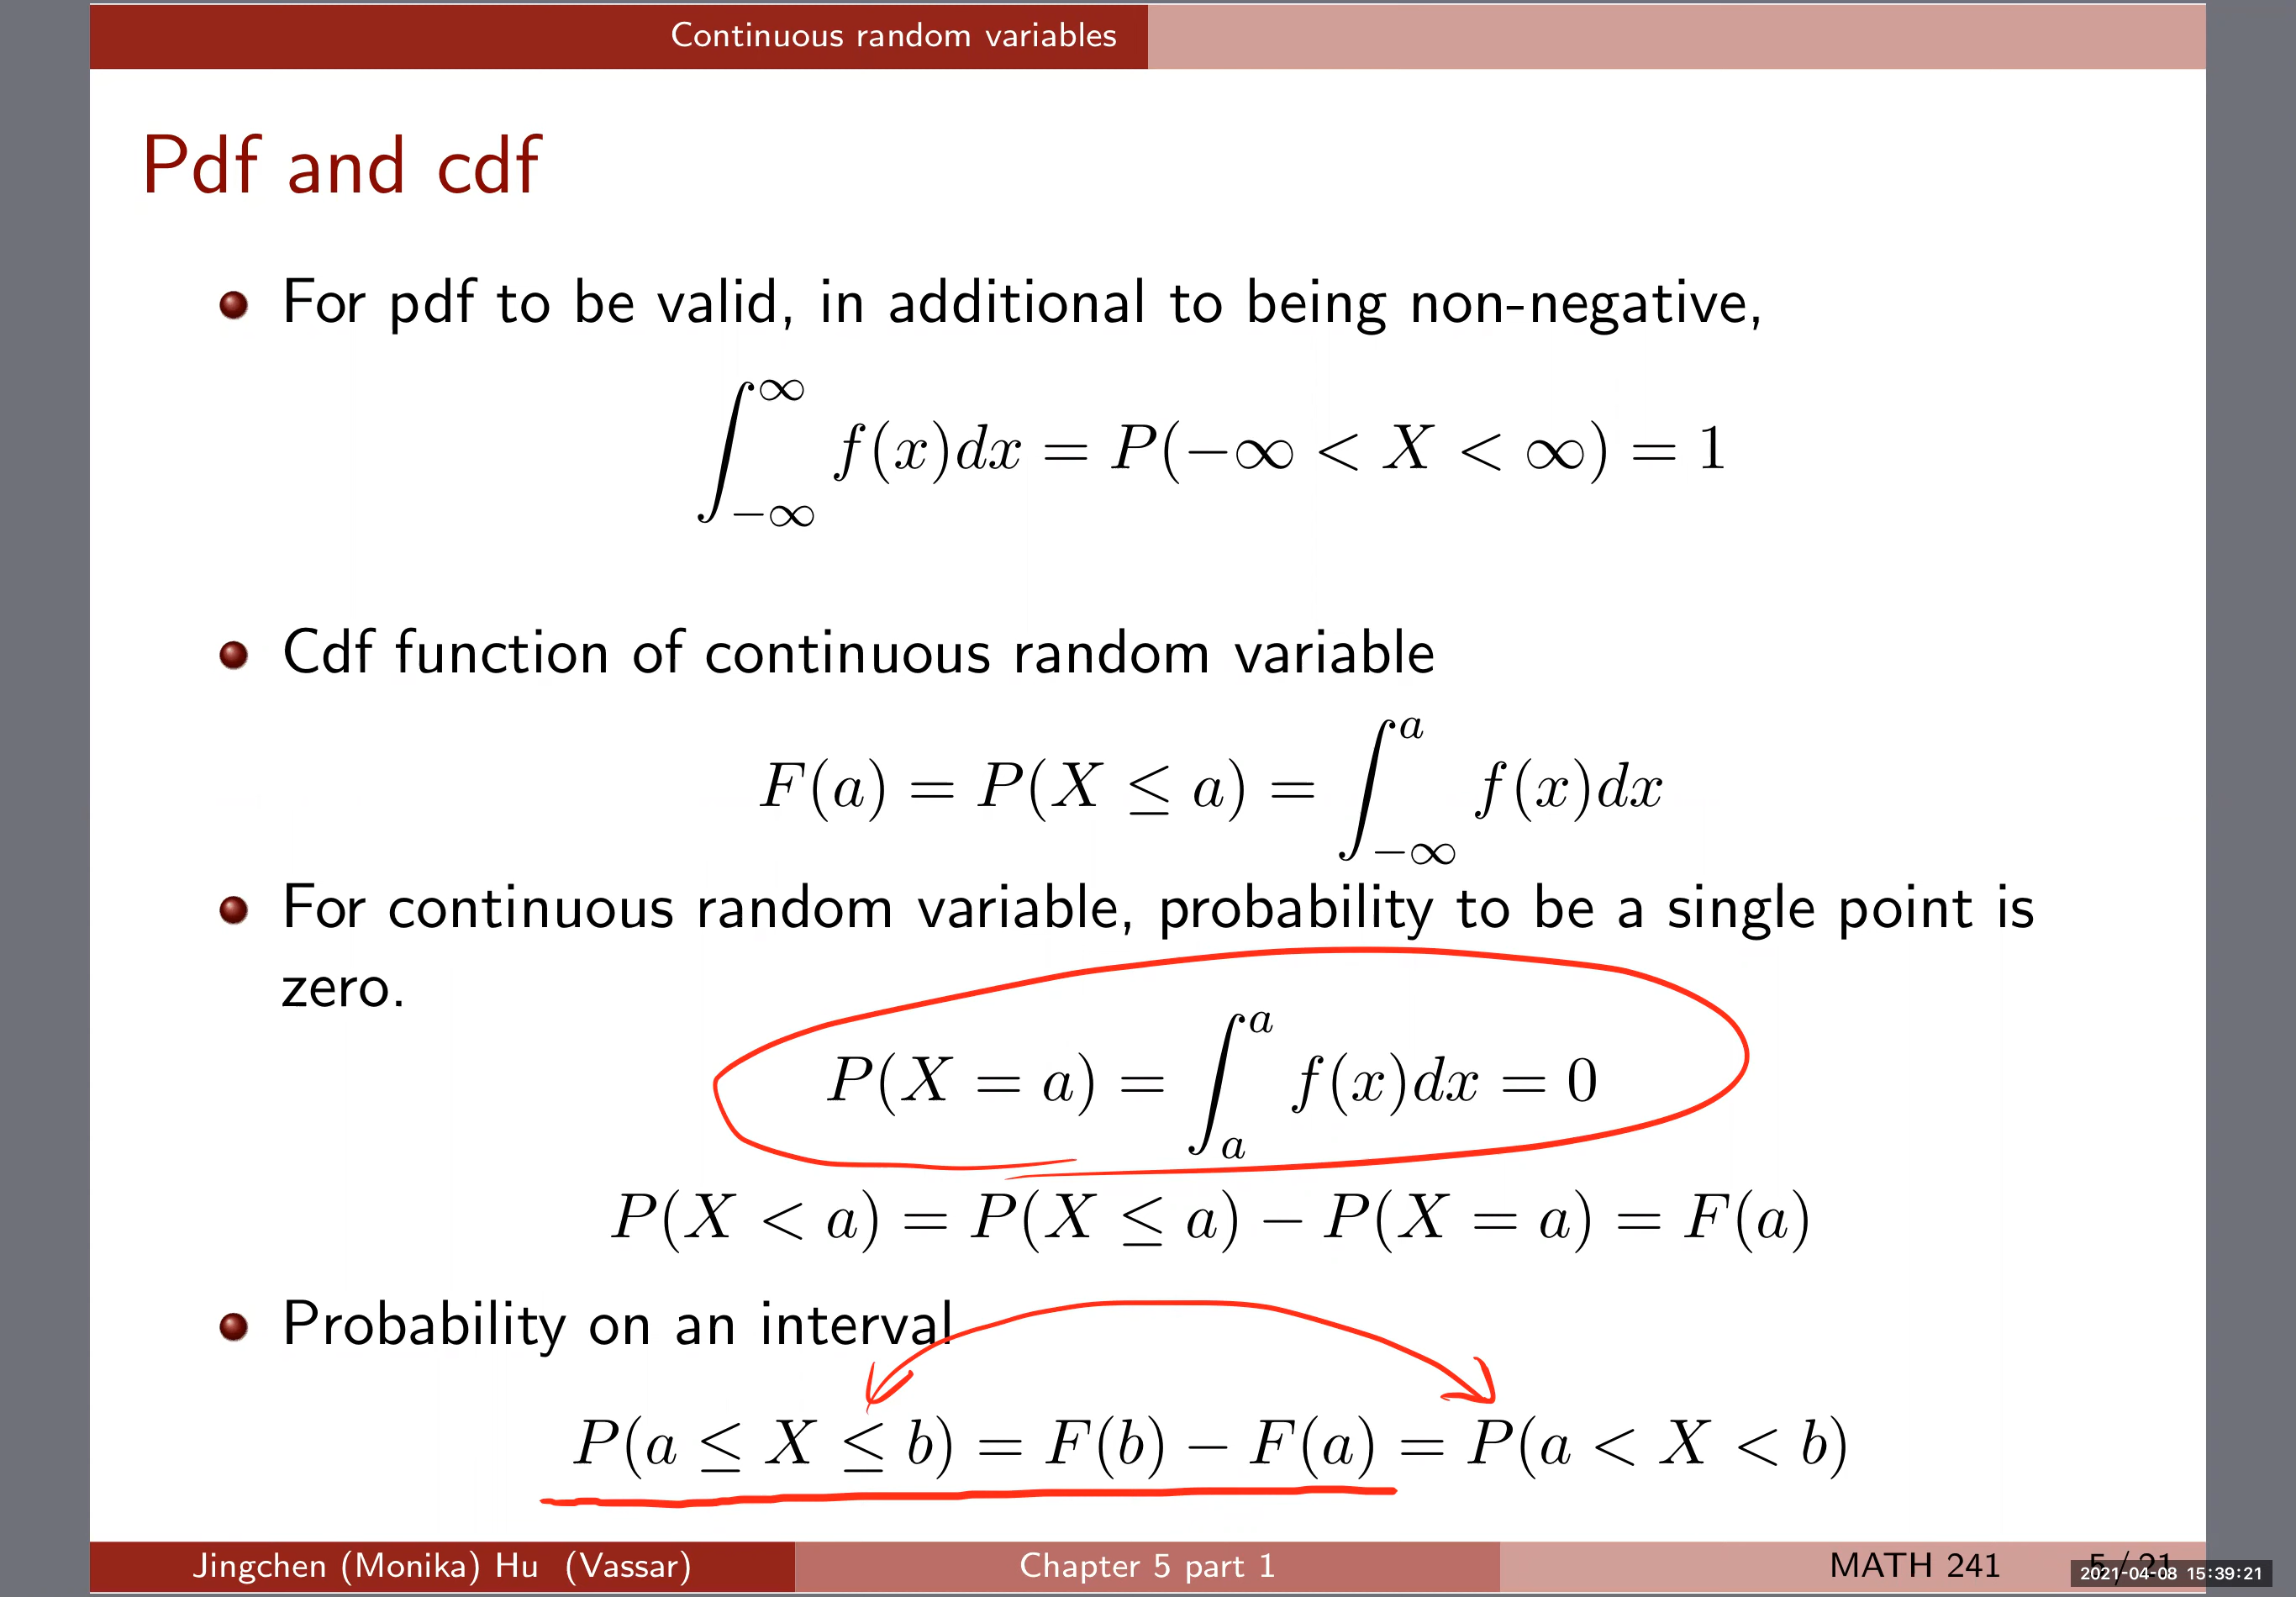 Continuous random variables
Pdf and cdf
For pdf to be valid, in additional to being non-negative,
∫_{-∞}^{∞} f(x)dx = P(−∞ < X < ∞) = 1
Cdf function of continuous random variable
F(a) = P(X ≤ a) = ∫_{-∞}^{a} f(x)dx
For continuous random variable, probability to be a single point is
zero.
P(X = a) = ∫_{a}^{a} f(x)dx = 0
P(X < a) = P(X ≤ a) − P(X = a) = F(a)
Probability on an interval
P(a ≤ X ≤ b) = F(b) − F(a) = P(a < X < b)
Jingchen (Monika) Hu (Vassar) Chapter 5 part 1 MATH 241 5 / 21
2021-04-08 15:39:21